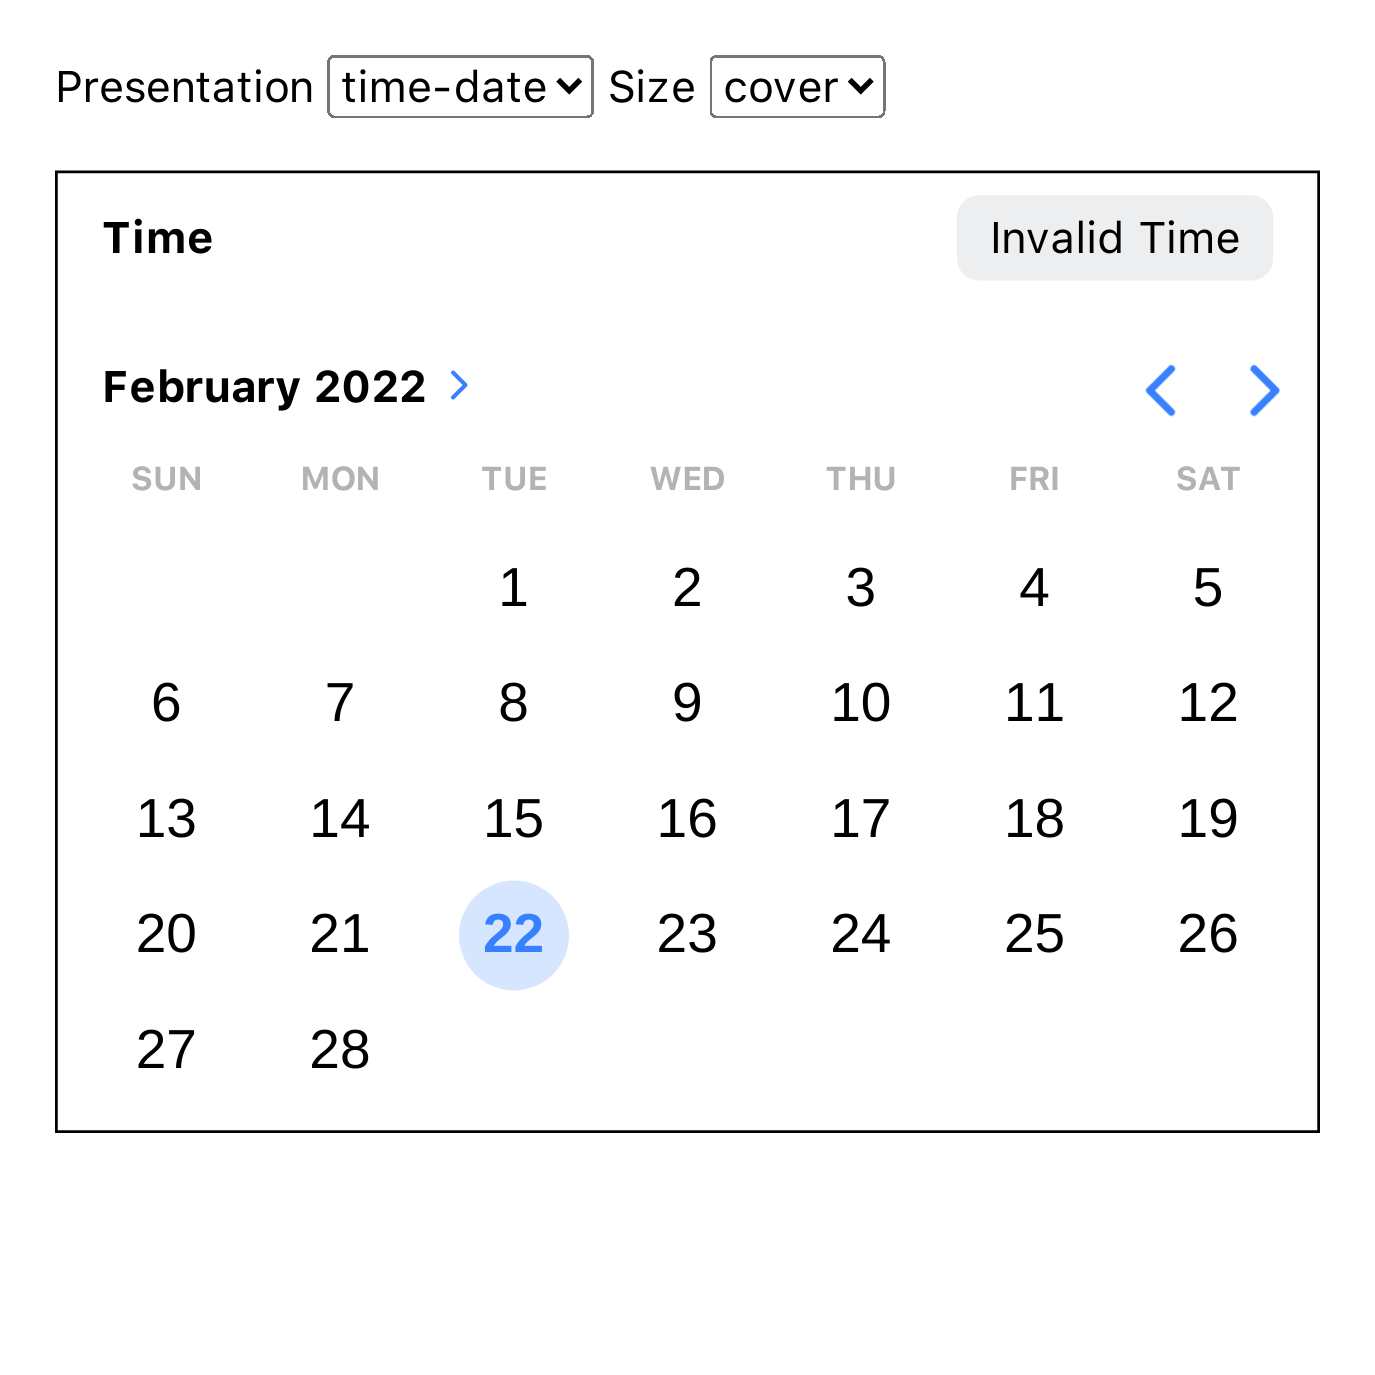 Presentation time-date Size cover
Time Invalid Time
February 2022
SUN MON TUE WED THU FRI SAT
1 2 3 4 5
6 7 8 9 10 11 12
13 14 15 16 17 18 19
20 21 22 23 24 25 26
27 28